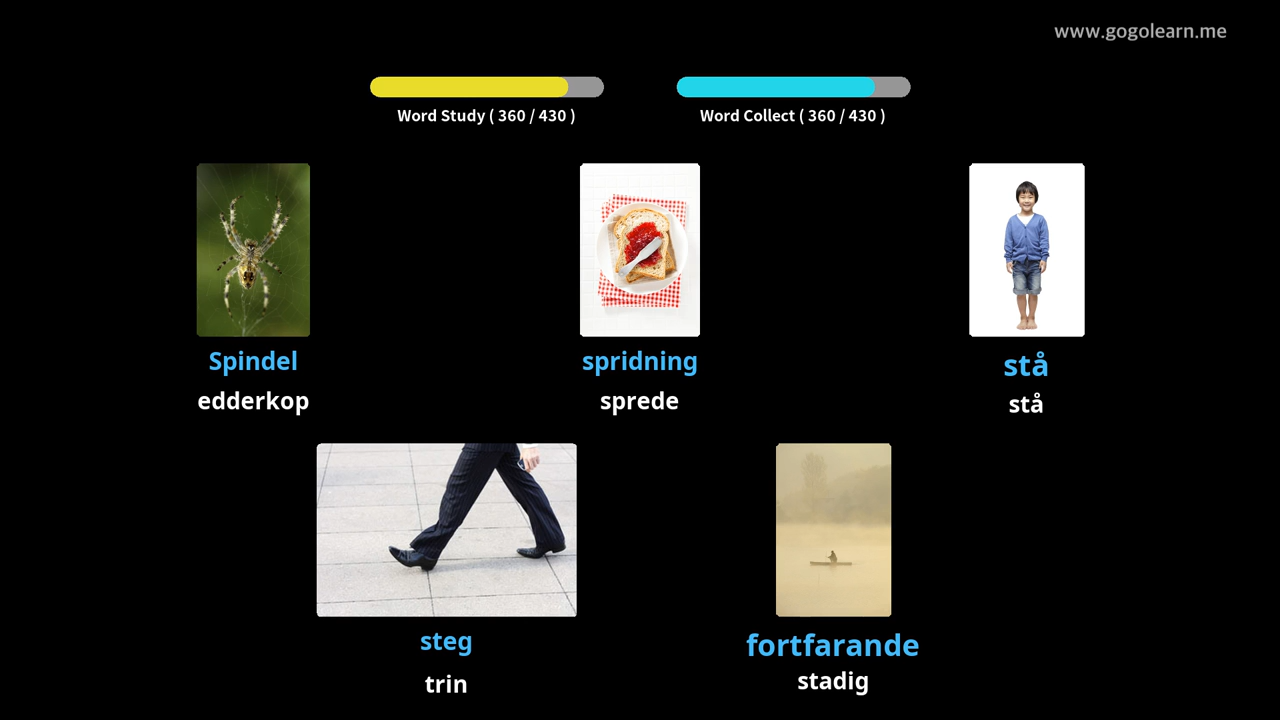 www.gogolearn.me
Word Study ( 360 / 430 )
Word Collect ( 360 / 430 )
Spindel
edderkop
spridning
sprede
stå
stå
steg
trin
fortfarande
stadig